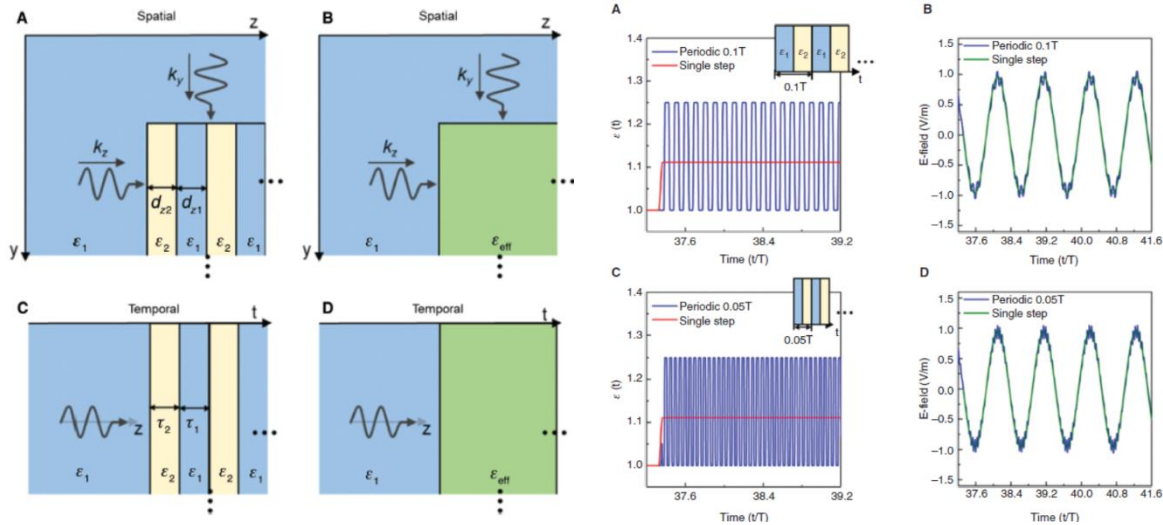 A
Spatial
z
k_y
k_z
d_z2
d_z1
ε_1
ε_2
ε_1
ε_2
ε_1
y
B
Spatial
z
k_y
k_z
ε_1
ε_eff
y
C
Temporal
t
z
τ_2
τ_1
ε_1
ε_2
ε_1
ε_2
ε_1
D
Temporal
t
z
ε_1
ε_eff
A
1.4
1.3
1.2
1.1
1.0
ε (t)
Periodic 0.1T
Single step
ε_1 ε_2 ε_1 ε_2
t
0.1T
37.6 38.4 39.2
Time (t/T)
B
1.5
1.0
0.5
0.0
−0.5
−1.0
−1.5
E-field (V/m)
Periodic 0.1T
Single step
37.6 38.4 39.2 40.0 40.8 41.6
Time (t/T)
C
1.4
1.3
1.2
1.1
1.0
ε (t)
Periodic 0.05T
Single step
t
0.05T
37.6 38.4 39.2
Time (t/T)
D
1.5
1.0
0.5
0.0
−0.5
−1.0
−1.5
E-field (V/m)
Periodic 0.05T
Single step
37.6 38.4 39.2 40.0 40.8 41.6
Time (t/T)